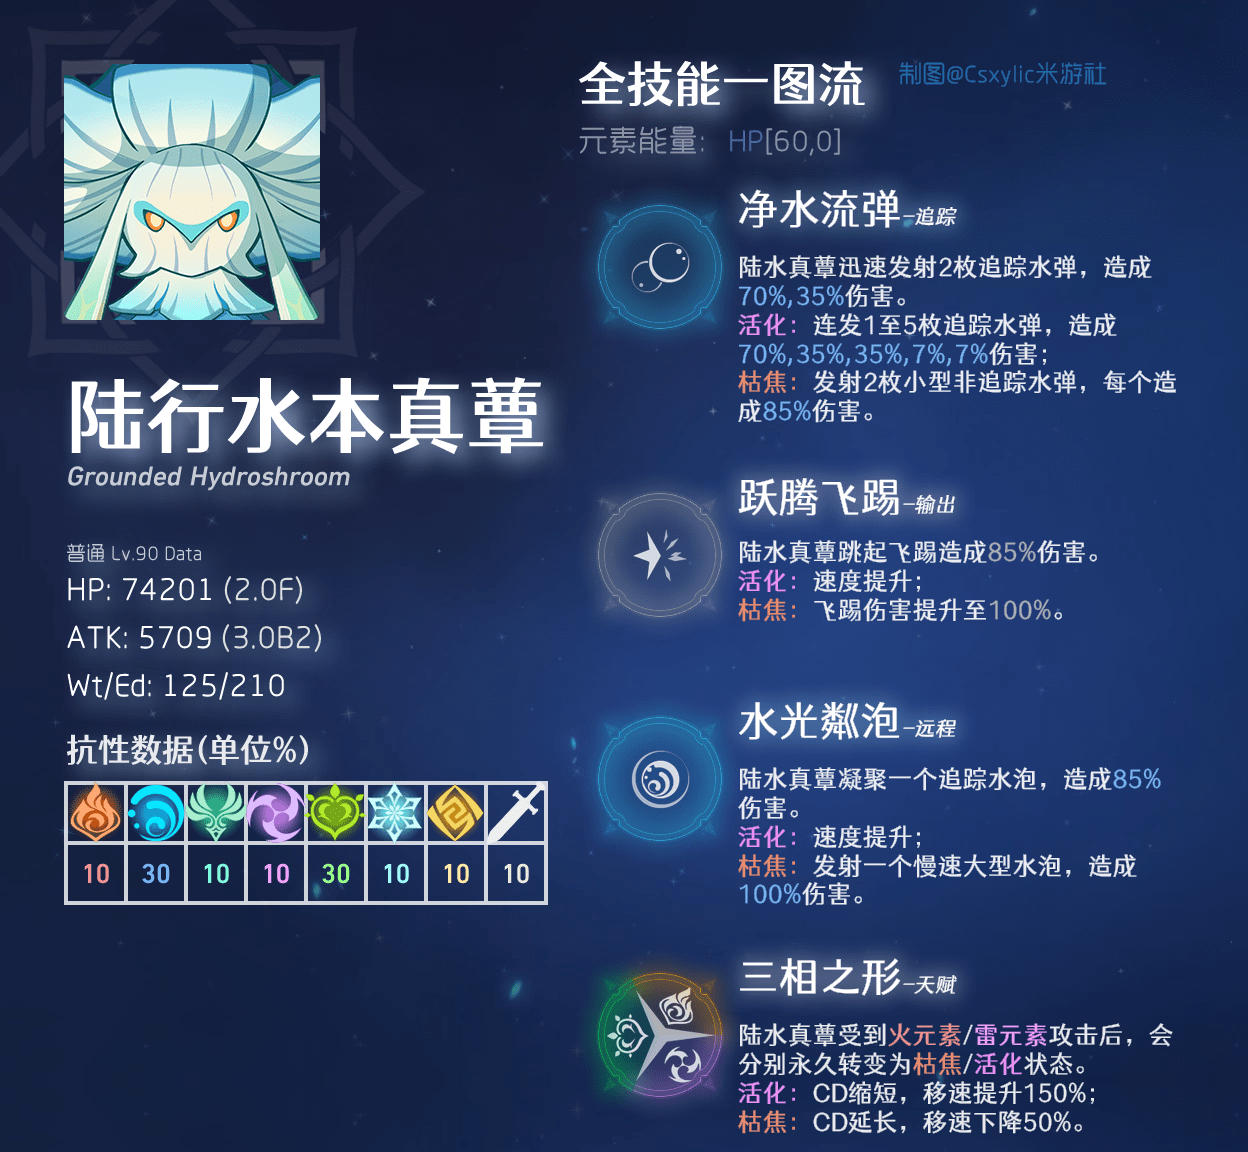 全技能一图流
制图@Csxylic米游社
元素能量： HP[60,0]
陆行水本真蕈
Grounded Hydroshroom
普通 Lv.90 Data
HP: 74201 (2.0F)
ATK: 5709 (3.0B2)
Wt/Ed: 125/210
抗性数据(单位%)
10 30 10 10 30 10 10 10
净水流弹–追踪
陆水真蕈迅速发射2枚追踪水弹，造成
70%,35%伤害。
活化：连发1至5枚追踪水弹，造成
70%,35%,35%,7%,7%伤害；
枯焦：发射2枚小型非追踪水弹，每个造
成85%伤害。
跃腾飞踢–输出
陆水真蕈跳起飞踢造成85%伤害。
活化：速度提升；
枯焦：飞踢伤害提升至100%。
水光粼泡–远程
陆水真蕈凝聚一个追踪水泡，造成85%
伤害。
活化：速度提升；
枯焦：发射一个慢速大型水泡，造成
100%伤害。
三相之形–天赋
陆水真蕈受到火元素/雷元素攻击后，会
分别永久转变为枯焦/活化状态。
活化：CD缩短，移速提升150%；
枯焦：CD延长，移速下降50%。